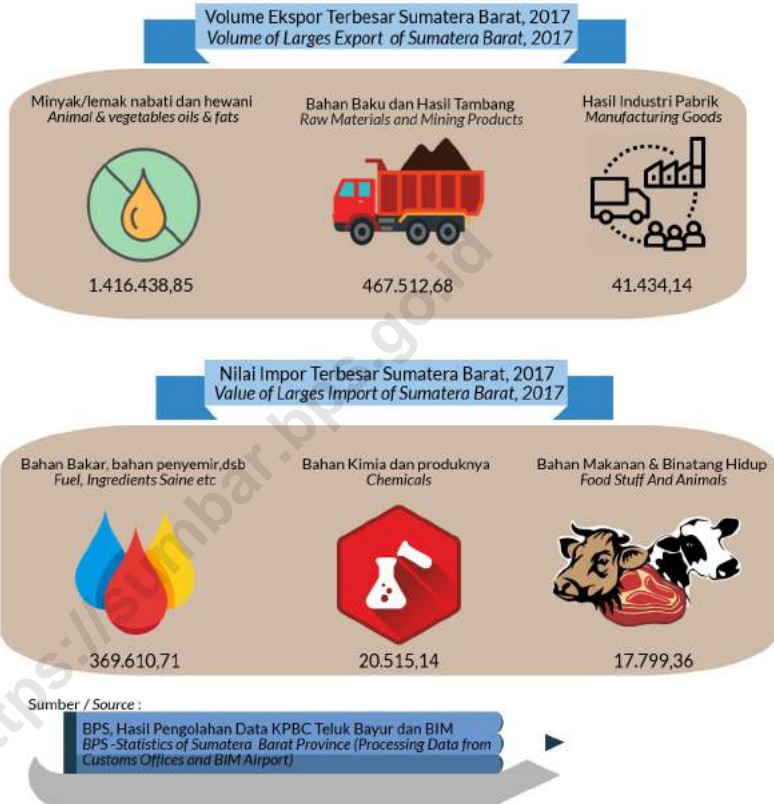 Volume Ekspor Terbesar Sumatera Barat, 2017
Volume of Larges Export of Sumatera Barat, 2017
Minyak/lemak nabati dan hewani
Animal & vegetables oils & fats
1.416.438,85
Bahan Baku dan Hasil Tambang
Raw Materials and Mining Products
467.512,68
Hasil Industri Pabrik
Manufacturing Goods
41.434,14
Nilai Impor Terbesar Sumatera Barat, 2017
Value of Larges Import of Sumatera Barat, 2017
Bahan Bakar, bahan penyemir,dsb
Fuel, Ingredients Saine etc
369.610,71
Bahan Kimia dan produknya
Chemicals
20.515,14
Bahan Makanan & Binatang Hidup
Food Stuff And Animals
17.799,36
Sumber / Source :
BPS, Hasil Pengolahan Data KPBC Teluk Bayur dan BIM
BPS -Statistics of Sumatera Barat Province (Processing Data from
Customs Offices and BIM Airport)
https://sumbar.bps.go.id